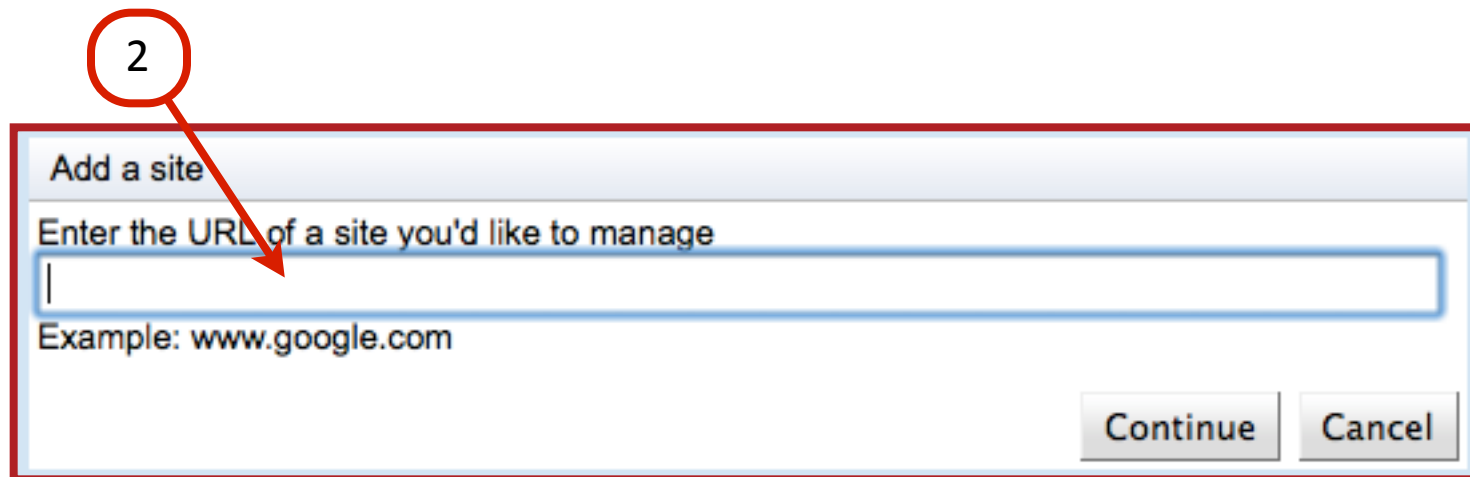 2
Add a site
Enter the URL of a site you'd like to manage
Example: www.google.com
Continue Cancel